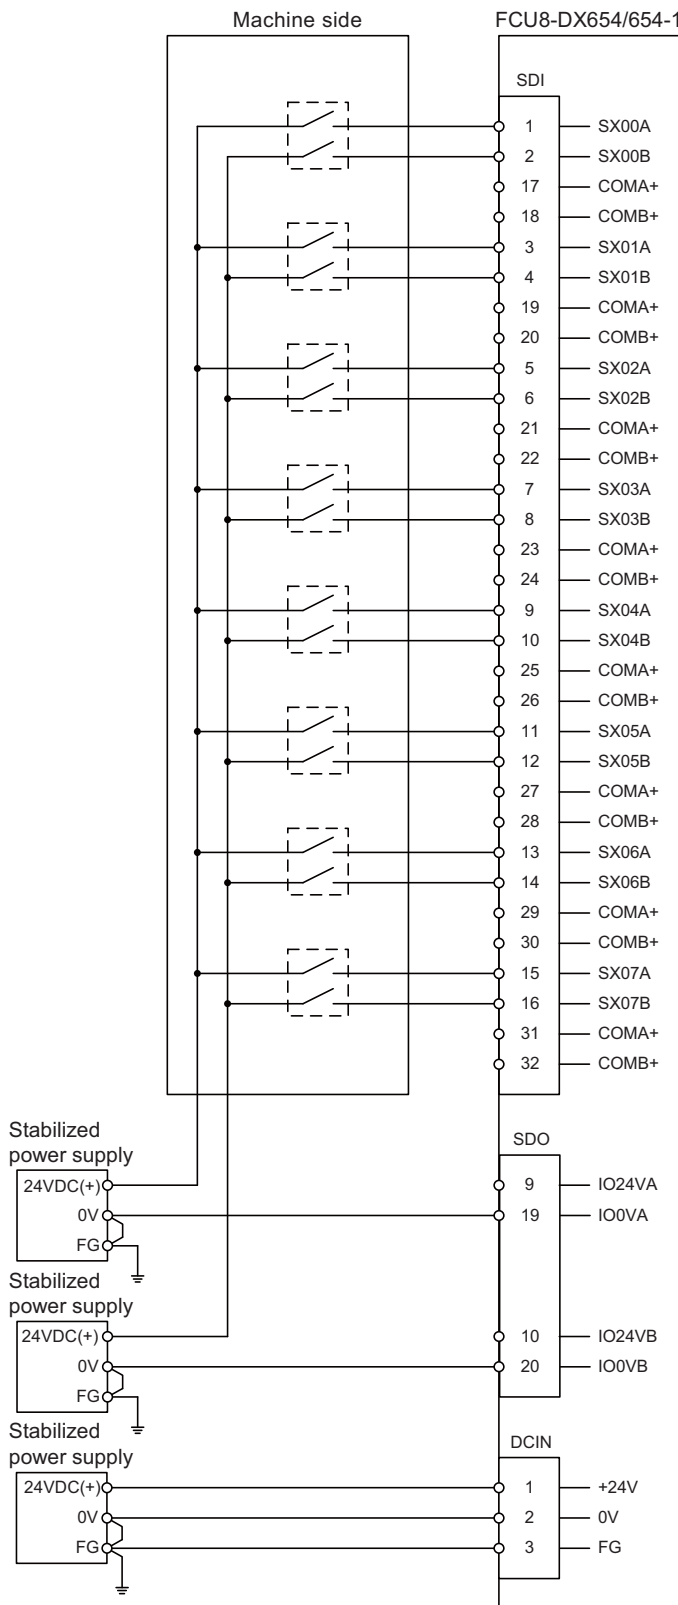 Machine side
FCU8-DX654/654-1
SDI
1 SX00A
2 SX00B
17 COMA+
18 COMB+
3 SX01A
4 SX01B
19 COMA+
20 COMB+
5 SX02A
6 SX02B
21 COMA+
22 COMB+
7 SX03A
8 SX03B
23 COMA+
24 COMB+
9 SX04A
10 SX04B
25 COMA+
26 COMB+
11 SX05A
12 SX05B
27 COMA+
28 COMB+
13 SX06A
14 SX06B
29 COMA+
30 COMB+
15 SX07A
16 SX07B
31 COMA+
32 COMB+
Stabilized
power supply
24VDC(+)
0V
FG
SDO
9 IO24VA
19 IO0VA
Stabilized
power supply
24VDC(+)
0V
FG
10 IO24VB
20 IO0VB
Stabilized
power supply
24VDC(+)
0V
FG
DCIN
1 +24V
2 0V
3 FG